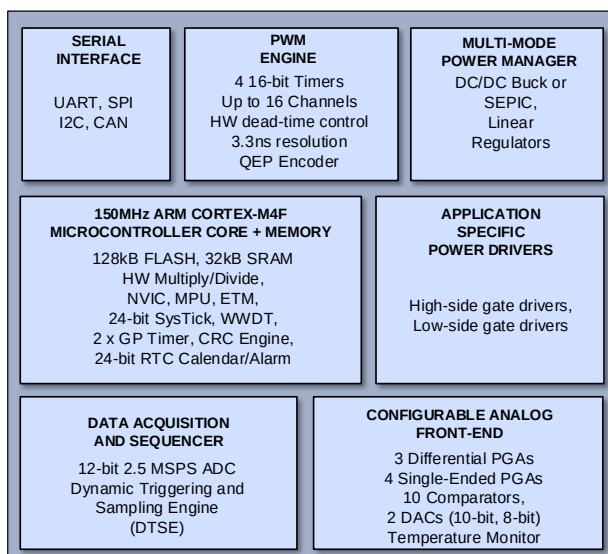 SERIAL
INTERFACE
UART, SPI
I2C, CAN
PWM
ENGINE
4 16-bit Timers
Up to 16 Channels
HW dead-time control
3.3ns resolution
QEP Encoder
MULTI-MODE
POWER MANAGER
DC/DC Buck or
SEPIC,
Linear
Regulators
150MHz ARM CORTEX-M4F
MICROCONTROLLER CORE + MEMORY
128kB FLASH, 32kB SRAM
HW Multiply/Divide,
NVIC, MPU, ETM,
24-bit SysTick, WWDT,
2 x GP Timer, CRC Engine,
24-bit RTC Calendar/Alarm
APPLICATION
SPECIFIC
POWER DRIVERS
High-side gate drivers,
Low-side gate drivers
DATA ACQUISITION
AND SEQUENCER
12-bit 2.5 MSPS ADC
Dynamic Triggering and
Sampling Engine
(DTSE)
CONFIGURABLE ANALOG
FRONT-END
3 Differential PGAs
4 Single-Ended PGAs
10 Comparators,
2 DACs (10-bit, 8-bit)
Temperature Monitor